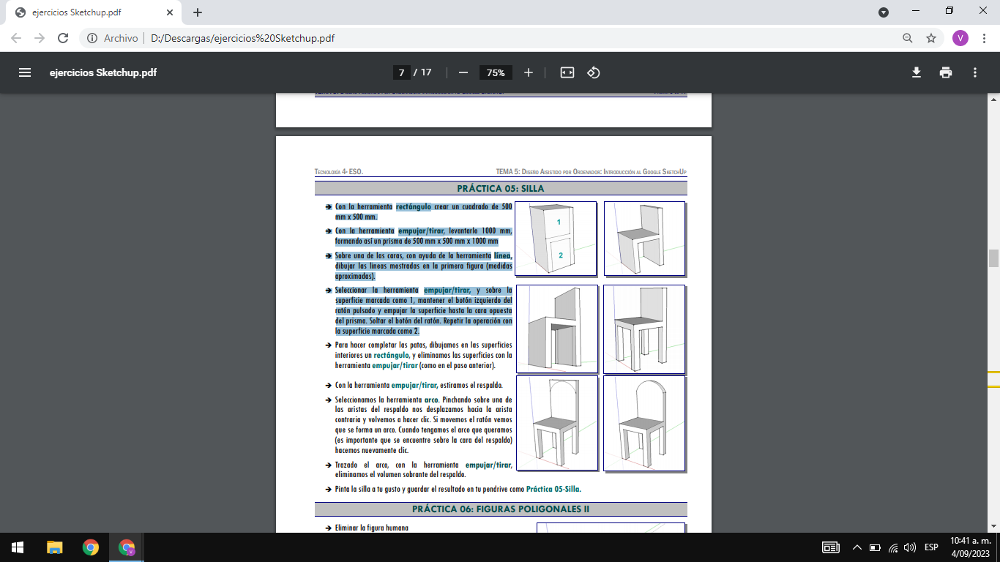 ejercicios Sketchup.pdf
Archivo
D:/Descargas/ejercicios%20Sketchup.pdf
V
ejercicios Sketchup.pdf
7 / 17
75%
Tecnoloxía 4º ESO.
TEMA 5: Diseño Asistido por Ordenador: Introducción al Google SketchUp
PRÁCTICA 05: SILLA
➔ Con la herramienta rectángulo crear un cuadrado de 500
mm x 500 mm.
➔ Con la herramienta empujar/tirar, levantarlo 1000 mm,
formando así un prisma de 500 mm x 500 mm x 1000 mm
➔ Sobre una de las caras, con ayuda de la herramienta línea,
dibujar las lineas mostradas en la primera figura (medidas
aproximadas).
➔ Seleccionar la herramienta empujar/tirar, y sobre la
superficie marcada como 1, mantener el botón izquierdo del
ratón pulsado y empujar la superficie hasta la cara opuesta
del prisma. Soltar el botón del ratón. Repetir la operación con
la superficie marcada como 2.
➔ Para hacer completar las patas, dibujamos en las superficies
interiores un rectángulo, y eliminamos las superficies con la
herramienta empujar/tirar (como en el paso anterior).
➔ Con la herramienta empujar/tirar, estiramos el respaldo.
➔ Seleccionamos la herramienta arco. Pinchando sobre una de
las aristas del respaldo nos desplazamos hacia la arista
contraria y volvemos a hacer clic. Si movemos el ratón vemos
que se forma un arco. Cuando tengamos el arco que queramos
(es importante que se encuentre sobre la cara del respaldo)
hacemos nuevamente clic.
➔ Trazado el arco, con la herramienta empujar/tirar,
eliminamos el volumen sobrante del respaldo.
➔ Pinta la silla a tu gusto y guardar el resultado en tu pendrive como Práctica 05-Silla.
1
2
PRÁCTICA 06: FIGURAS POLIGONALES II
➔ Eliminar la figura humana
V
ESP
10:41 a. m.
4/09/2023